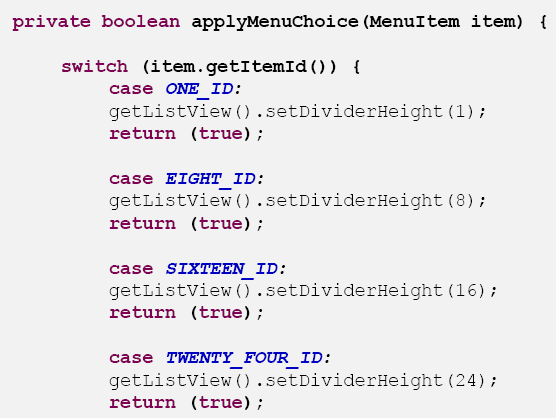 private boolean applyMenuChoice(MenuItem item) {
switch (item.getItemId()) {
case ONE_ID:
getListView().setDividerHeight(1);
return (true);
case EIGHT_ID:
getListView().setDividerHeight(8);
return (true);
case SIXTEEN_ID:
getListView().setDividerHeight(16);
return (true);
case TWENTY_FOUR_ID:
getListView().setDividerHeight(24);
return (true);